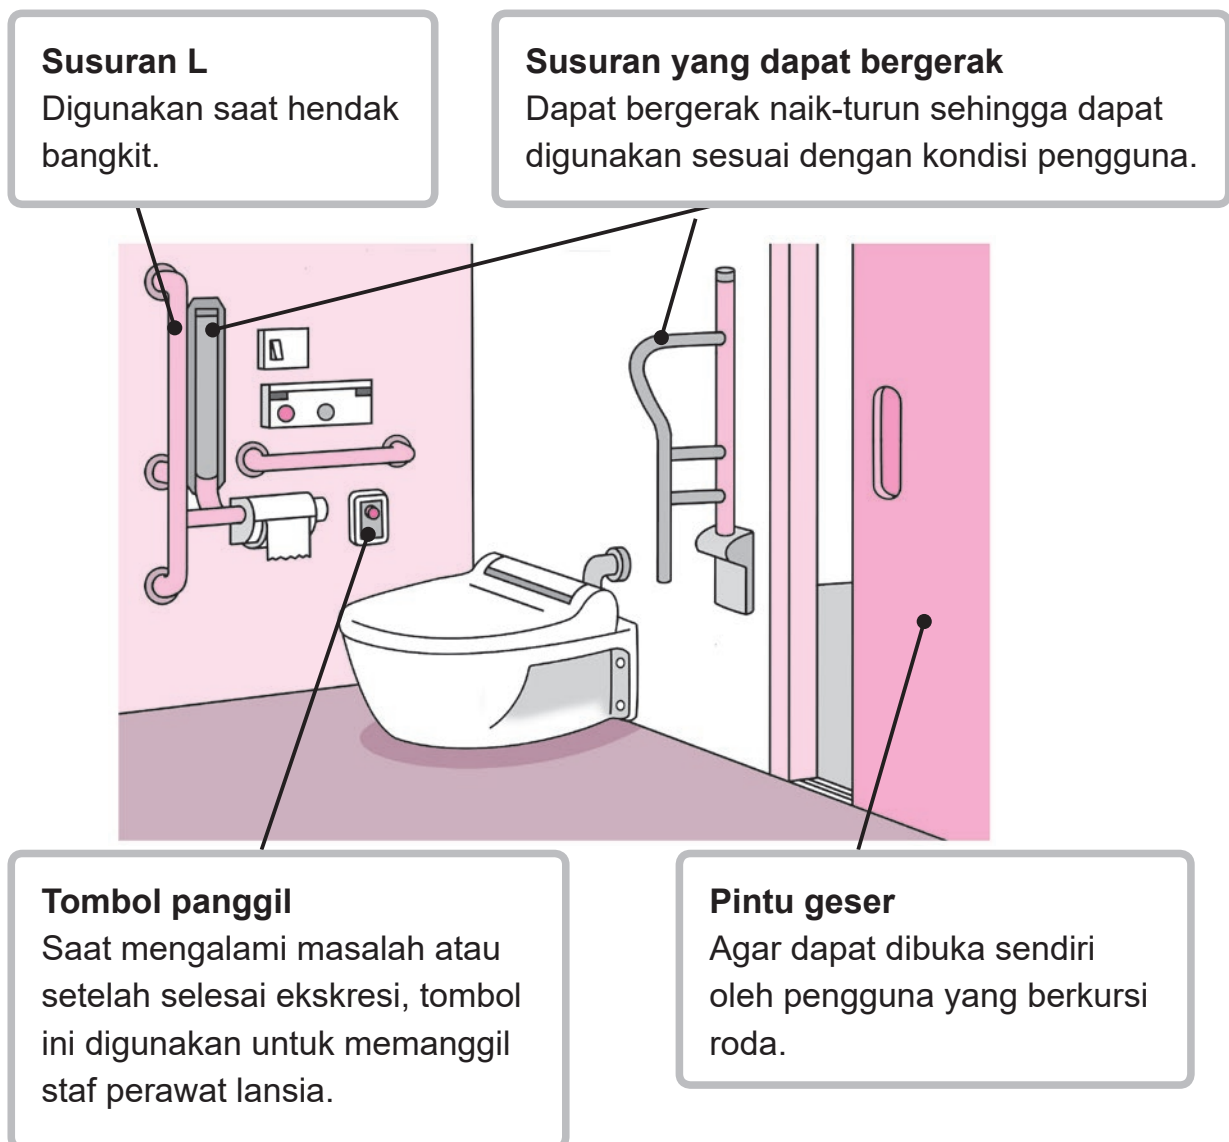 Susuran L
Digunakan saat hendak
bangkit.
Susuran yang dapat bergerak
Dapat bergerak naik-turun sehingga dapat
digunakan sesuai dengan kondisi pengguna.
Tombol panggil
Saat mengalami masalah atau
setelah selesai ekskresi, tombol
ini digunakan untuk memanggil
staf perawat lansia.
Pintu geser
Agar dapat dibuka sendiri
oleh pengguna yang berkursi
roda.